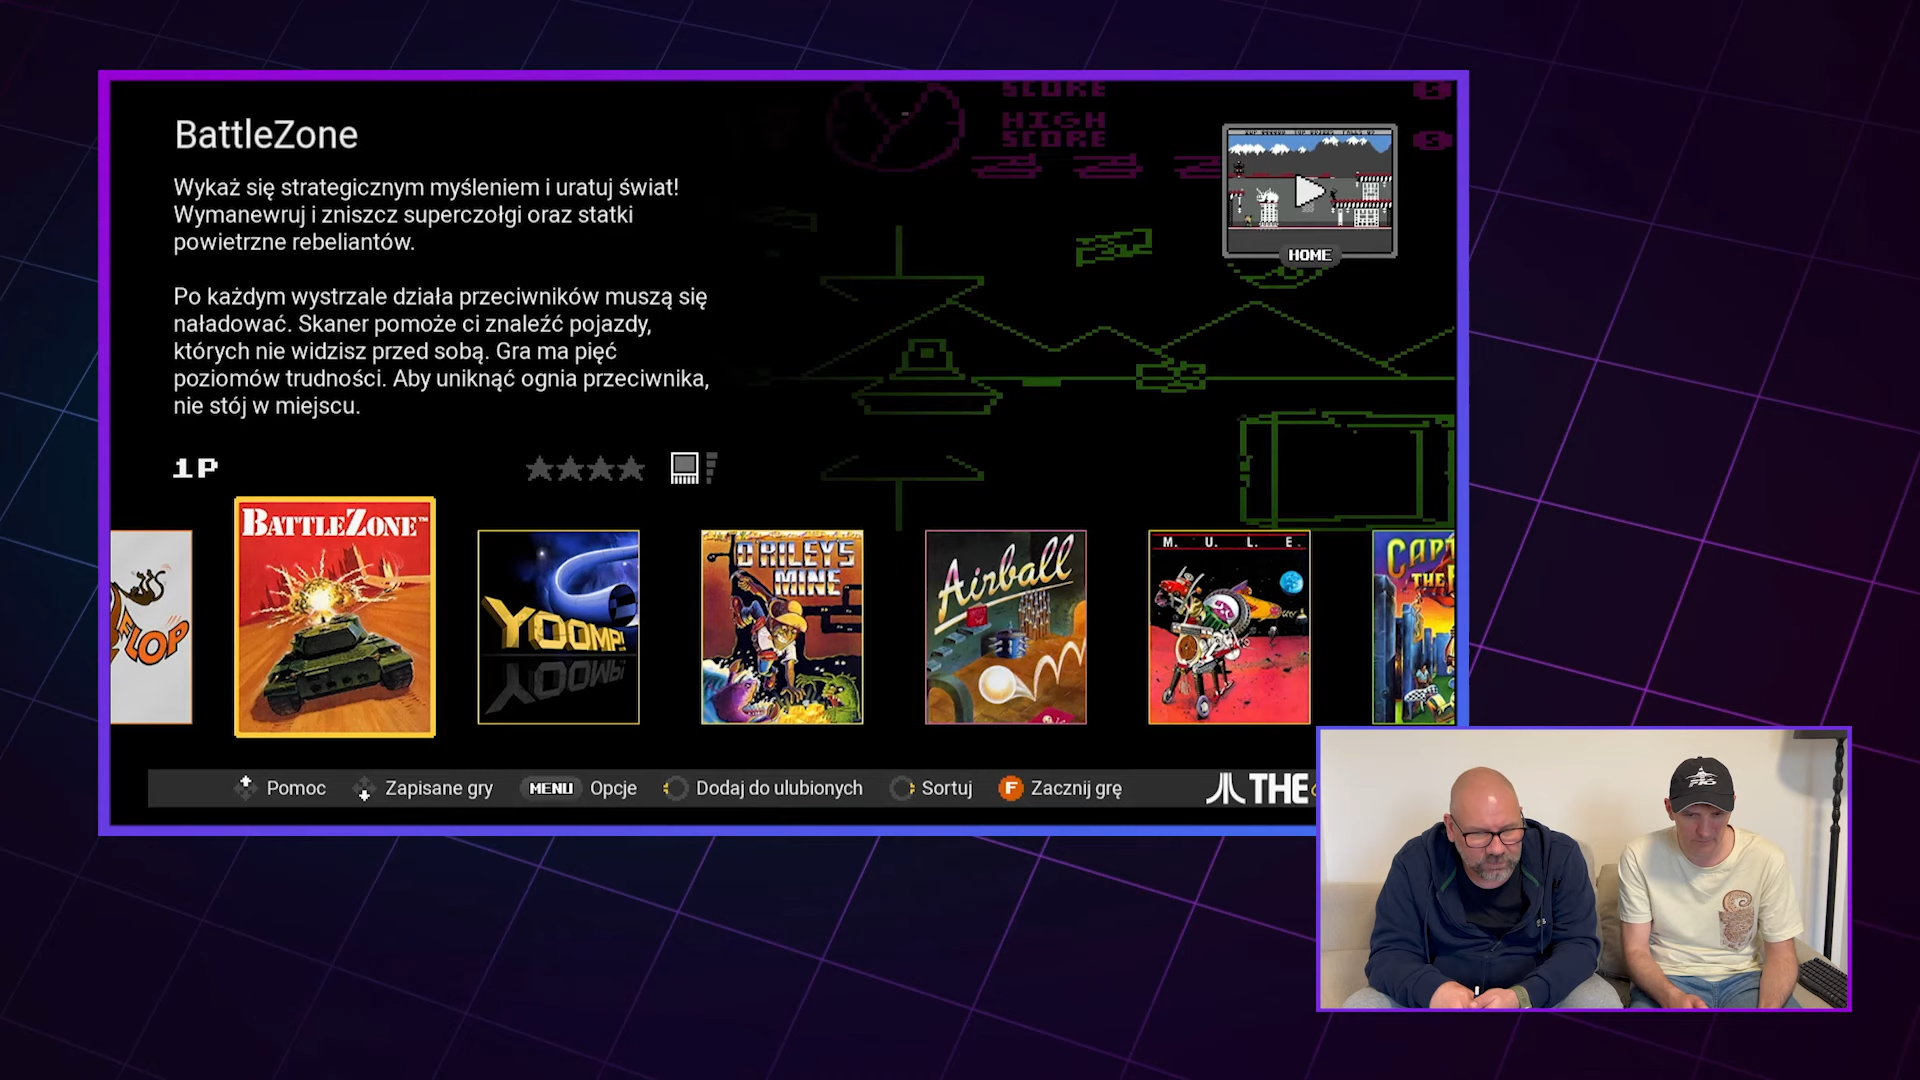 SCORE
HIGH
SCORE
BattleZone
Wykaż się strategicznym myśleniem i uratuj świat!
Wymanewruj i zniszcz superczołgi oraz statki
powietrzne rebeliantów.
Po każdym wystrzale działa przeciwników muszą się
naładować. Skaner pomoże ci znaleźć pojazdy,
których nie widzisz przed sobą. Gra ma pięć
poziomów trudności. Aby uniknąć ognia przeciwnika,
nie stój w miejscu.
HOME
1P
BATTLEZONE™
YOOMP!
O'RILEY'S
MINE
Airball
M. U. L. E.
THE
Pomoc
Zapisane gry
MENU Opcje
Dodaj do ulubionych
Sortuj
F Zacznij grę
THE